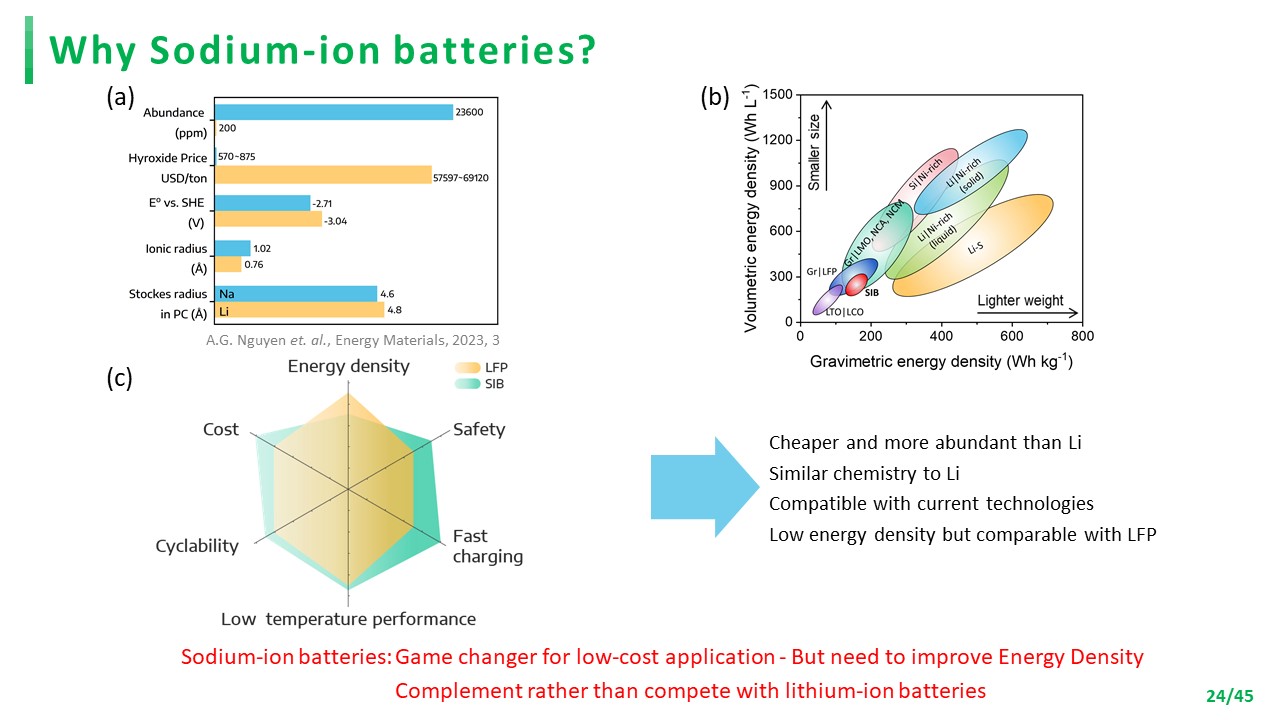 Why Sodium-ion batteries?
(a)
Abundance
(ppm)
23600
200
Hyroxide Price
USD/ton
570~875
57597~69120
E⁰ vs. SHE
(V)
-2.71
-3.04
Ionic radius
(Å)
1.02
0.76
Stockes radius
in PC (Å)
Na
4.6
Li
4.8
A.G. Nguyen et. al., Energy Materials, 2023, 3
(b)
Volumetric energy density (Wh L⁻¹)
1500
1200
900
600
300
0
Smaller size
Si|Ni-rich
Li|Ni-rich
(solid)
Gr|LMO, NCA, NCM
Li|Ni-rich
(liquid)
Li-S
Gr|LFP
SIB
LTO|LCO
Lighter weight
0
200
400
600
800
Gravimetric energy density (Wh kg⁻¹)
(c)
Energy density
LFP
SIB
Cost
Safety
Cyclability
Fast
charging
Low temperature performance
Cheaper and more abundant than Li
Similar chemistry to Li
Compatible with current technologies
Low energy density but comparable with LFP
Sodium-ion batteries: Game changer for low-cost application - But need to improve Energy Density
Complement rather than compete with lithium-ion batteries
24/45